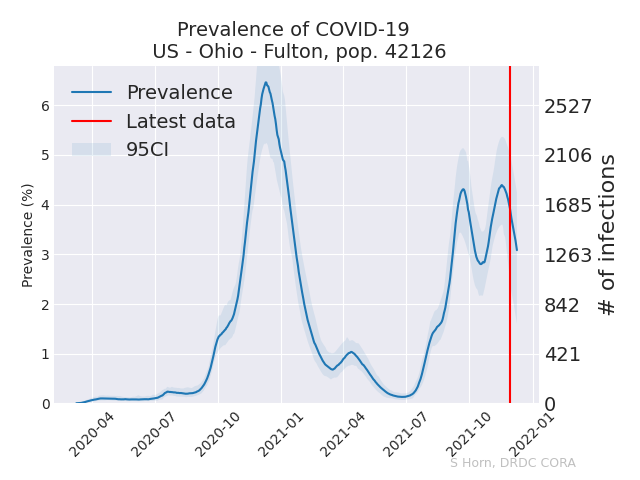 Prevalence of COVID-19
US - Ohio - Fulton, pop. 42126
Prevalence
Latest data
95CI
Prevalence (%)
6
5
4
3
2
1
0
2527
2106
1685
1263
842
421
0
# of infections
2020-04
2020-07
2020-10
2021-01
2021-04
2021-07
2021-10
2022-01
S Horn, DRDC CORA